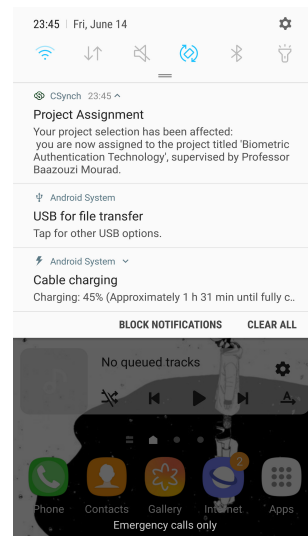 23:45 | Fri, June 14
CSynch 23:45
Project Assignment
Your project selection has been affected:
you are now assigned to the project titled 'Biometric
Authentication Technology', supervised by Professor
Baazouzi Mourad.
Android System
USB for file transfer
Tap for other USB options.
Android System
Cable charging
Charging: 45% (Approximately 1 h 31 min until fully c..
BLOCK NOTIFICATIONS CLEAR ALL
No queued tracks
A
2
Phone Contacts Gallery Internet Apps
Emergency calls only